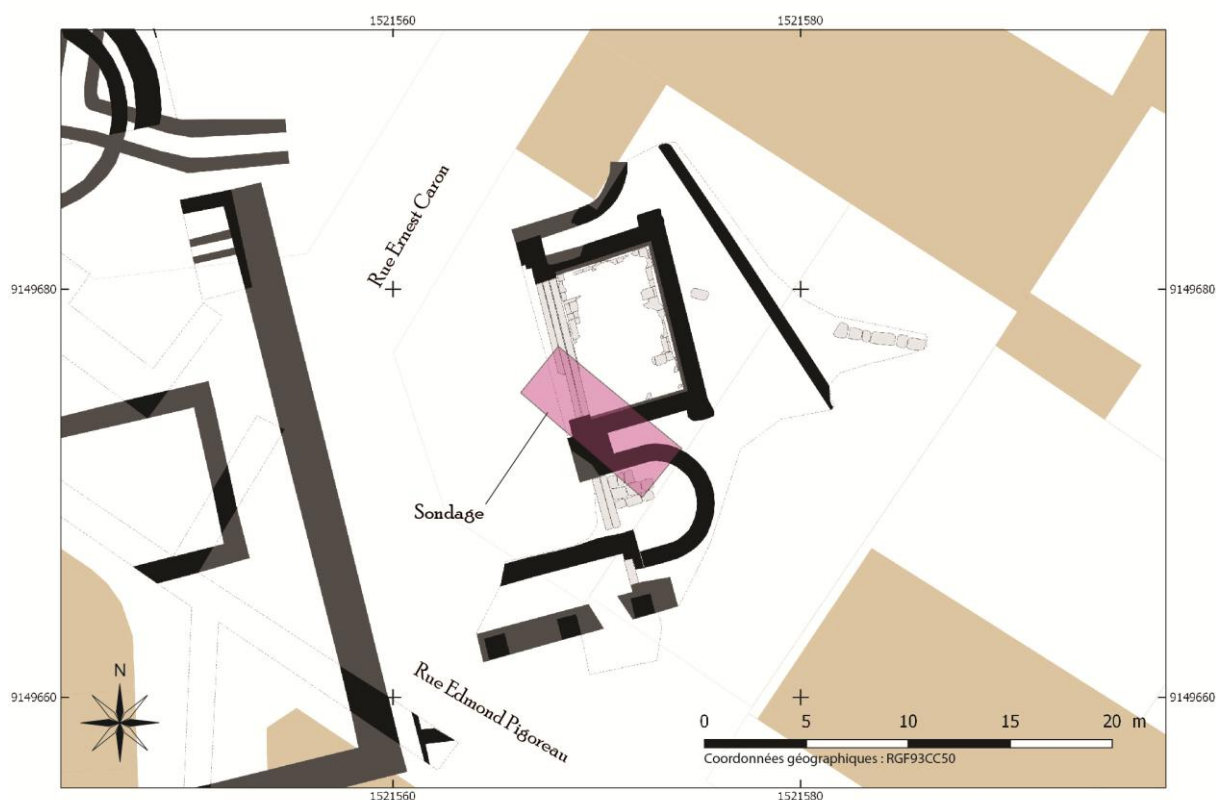 1521560
1521580
Rue Ernest Caron
9149680
9149680
Sondage
N
Rue Edmond Pigoreau
9149660
9149660
0 5 10 15 20 m
Coordonnées géographiques : RGF93CC50
1521560
1521580